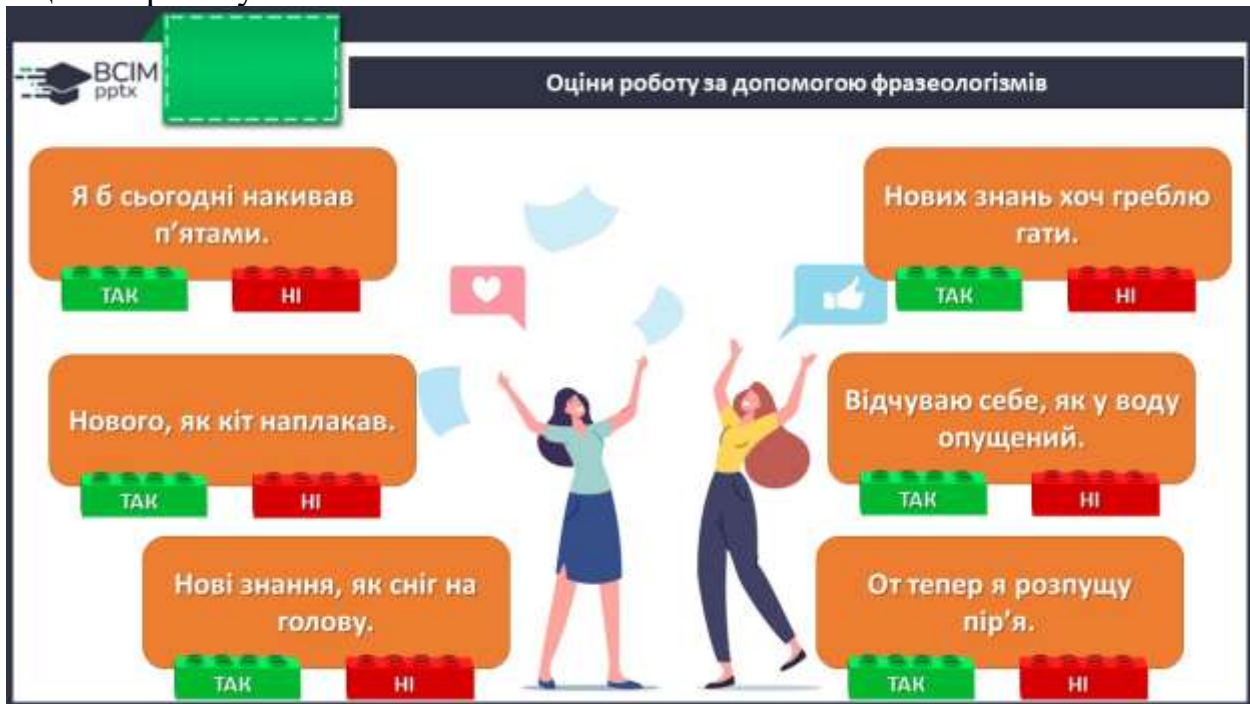 ВСІМ
pptx
Оціни роботу за допомогою фразеологізмів
Я б сьогодні накивав
п'ятами.
ТАК НІ
Нових знань хоч греблю
гати.
ТАК НІ
Нового, як кіт наплакав.
ТАК НІ
Відчуваю себе, як у воду
опущений.
ТАК НІ
Нові знання, як сніг на
голову.
ТАК НІ
От тепер я розпущу
пір'я.
ТАК НІ